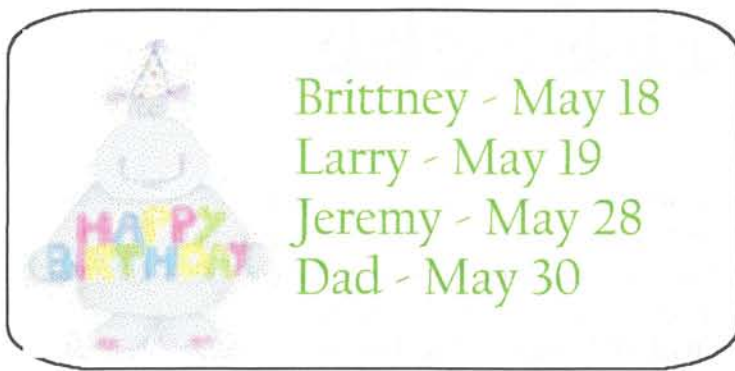 HAPPY
BIRTHDAY
Brittney - May 18
Larry - May 19
Jeremy - May 28
Dad - May 30